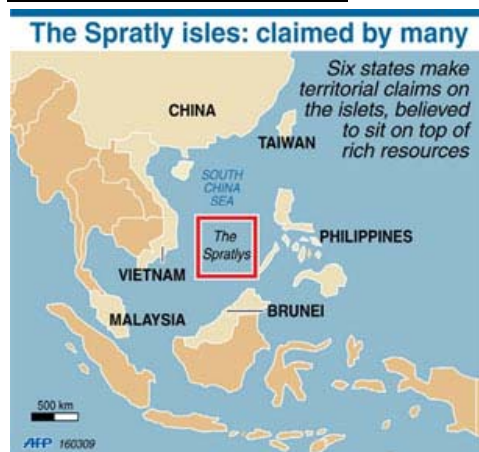 The Spratly isles: claimed by many
Six states make
territorial claims on
the islets, believed
to sit on top of
rich resources
CHINA
TAIWAN
SOUTH
CHINA
SEA
The
Spratlys
PHILIPPINES
VIETNAM
BRUNEI
MALAYSIA
500 km
AFP 160309